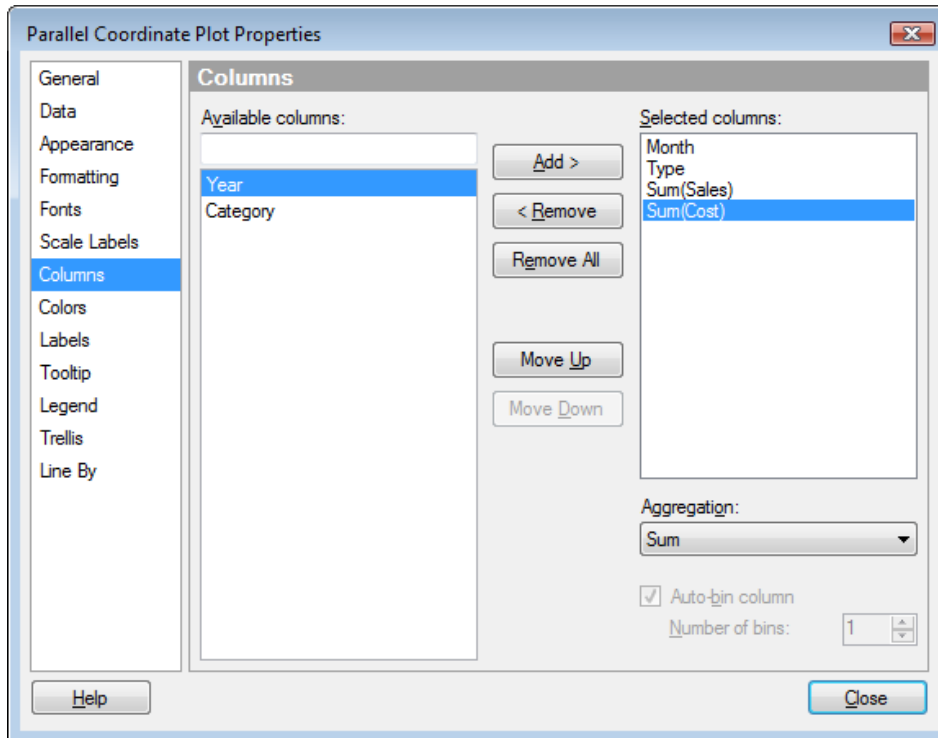 Parallel Coordinate Plot Properties
General
Data
Appearance
Formatting
Fonts
Scale Labels
Columns
Colors
Labels
Tooltip
Legend
Trellis
Line By
Columns
Available columns:
Year
Category
Add >
< Remove
Remove All
Move Up
Move Down
Selected columns:
Month
Type
Sum(Sales)
Sum(Cost)
Aggregation:
Sum
Auto-bin column
Number of bins:
1
Help
Close